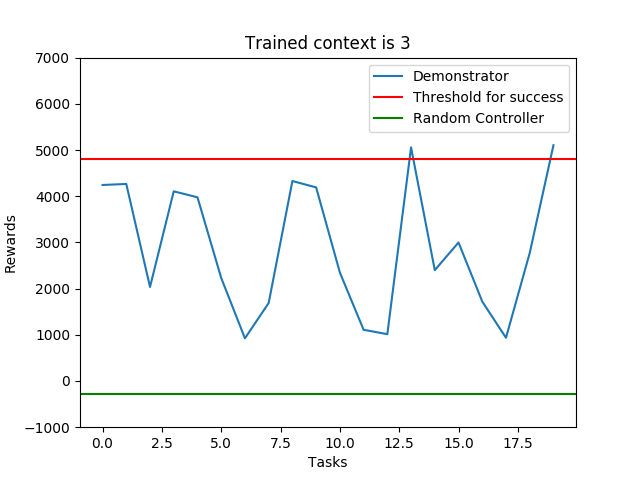 Trained context is 3
7000
6000
5000
4000
3000
2000
1000
0
−1000
Rewards
Demonstrator
Threshold for success
Random Controller
0.0 2.5 5.0 7.5 10.0 12.5 15.0 17.5
Tasks